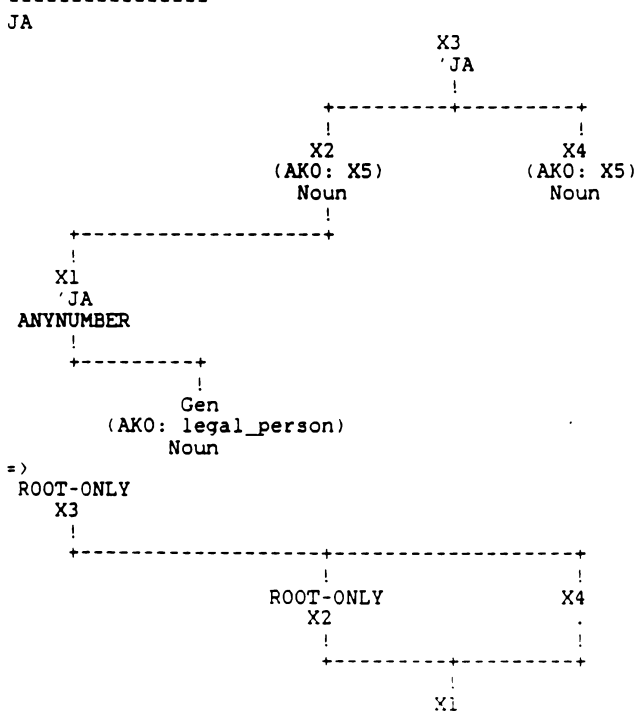 JA
X3
'JA
!
+----------+----------+
! !
X2 X4
(AKO: X5) (AKO: X5)
Noun Noun
!
+--------------------+
!
X1
'JA
ANYNUMBER
!
+----------+
!
Gen
(AKO: legal_person)
Noun
=>
ROOT-ONLY
X3
!
+--------------------+--------------------+
! !
ROOT-ONLY X4
X2 .
! !
+----------+----------+
!
X1